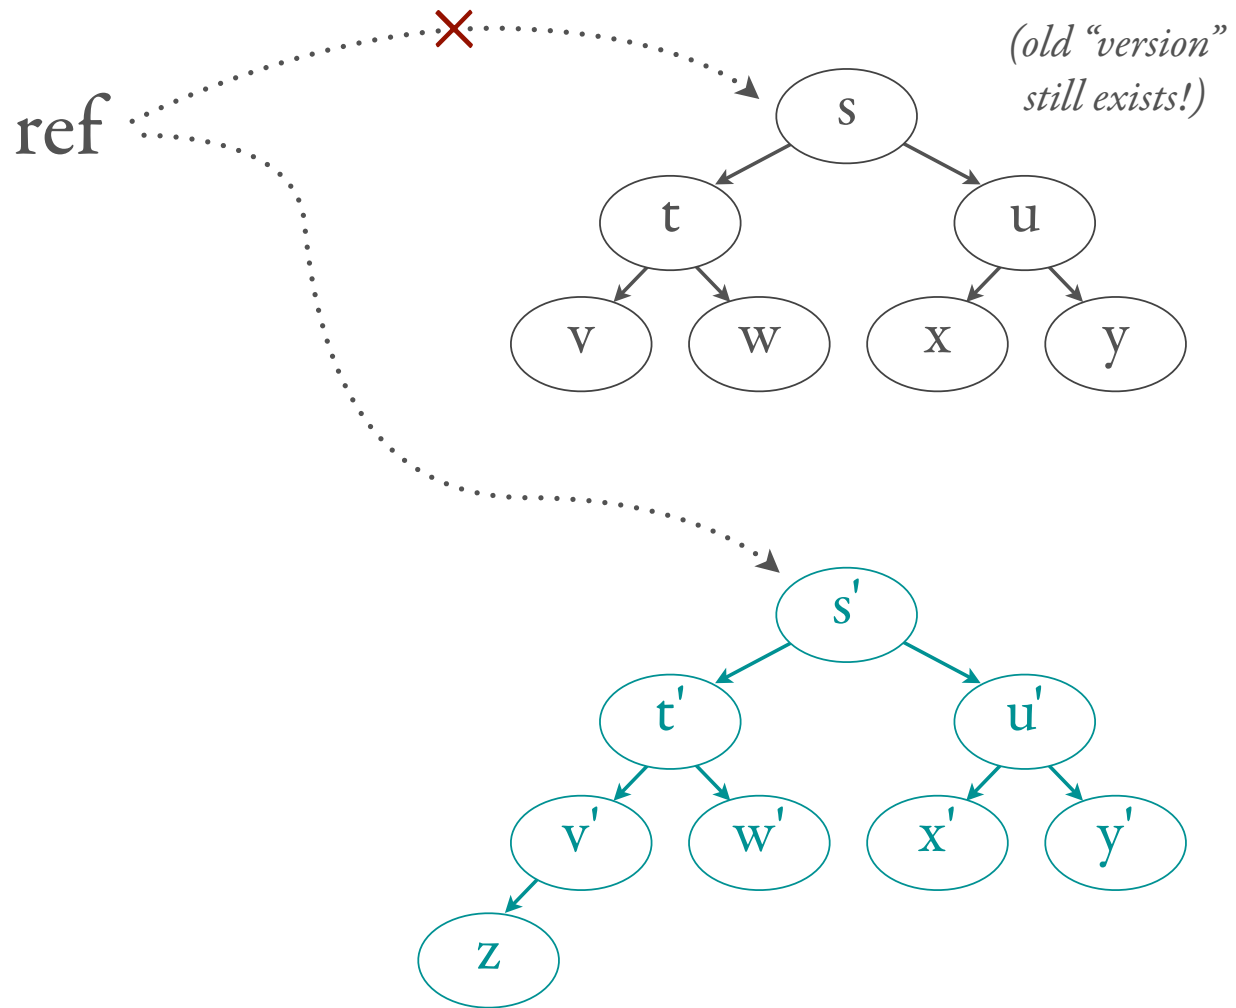 (old “version”
still exists!)
ref
s
t
u
v
w
x
y
s'
t'
u'
v'
w'
x'
y'
z